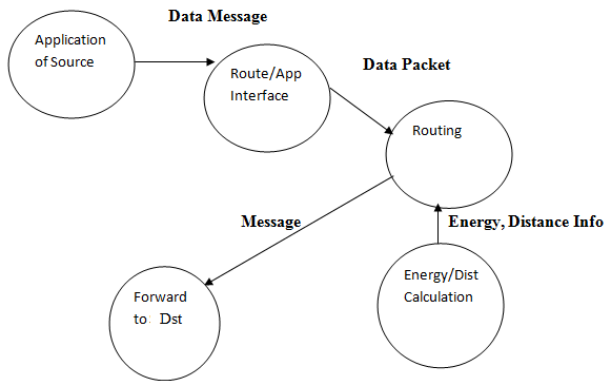 Data Message
Application
of Source
Route/App
Interface
Data Packet
Routing
Message
Energy, Distance Info
Energy/Dist
Calculation
Forward
to: Dst